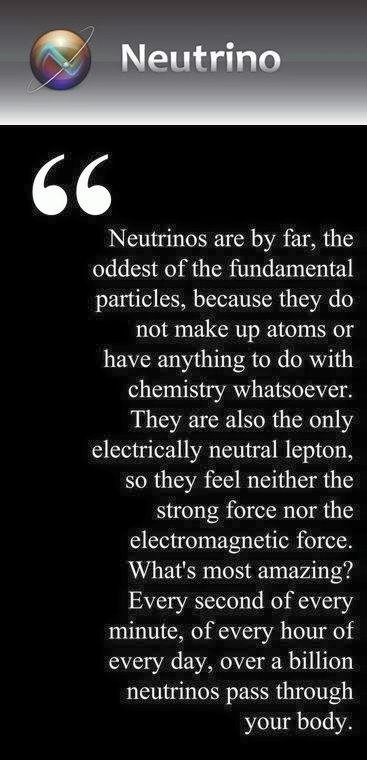 Neutrino
“
Neutrinos are by far, the
oddest of the fundamental
particles, because they do
not make up atoms or
have anything to do with
chemistry whatsoever.
They are also the only
electrically neutral lepton,
so they feel neither the
strong force nor the
electromagnetic force.
What's most amazing?
Every second of every
minute, of every hour of
every day, over a billion
neutrinos pass through
your body.